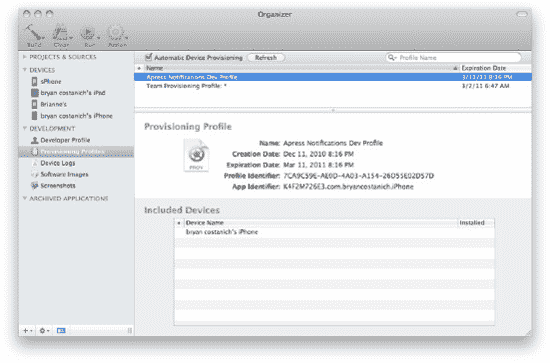 Organizer
Build Clean Run Action
Automatic Device Provisioning Refresh Profile Name
PROJECTS & SOURCES
DEVICES
sPhone
bryan costanich's iPad
Brianne's
bryan costanich's iPhone
DEVELOPMENT
Developer Profile
Provisioning Profiles
Device Logs
Software Images
Screenshots
ARCHIVED APPLICATIONS
Name Expiration Date
Apress Notifications Dev Profile 3/11/11 8:16 PM
Team Provisioning Profile: * 3/2/11 6:47 AM
Provisioning Profile
PROV
Name: Apress Notifications Dev Profile
Creation Date: Dec 11, 2010 8:16 PM
Expiration Date: Mar 11, 2011 8:16 PM
Profile Identifier: 7CA9C59E-AE0D-4A03-A154-26D55E02D57D
App Identifier: K4F2M726E3.com.bryancostanich.iPhone
Included Devices
Device Name Installed
bryan costanich's iPhone